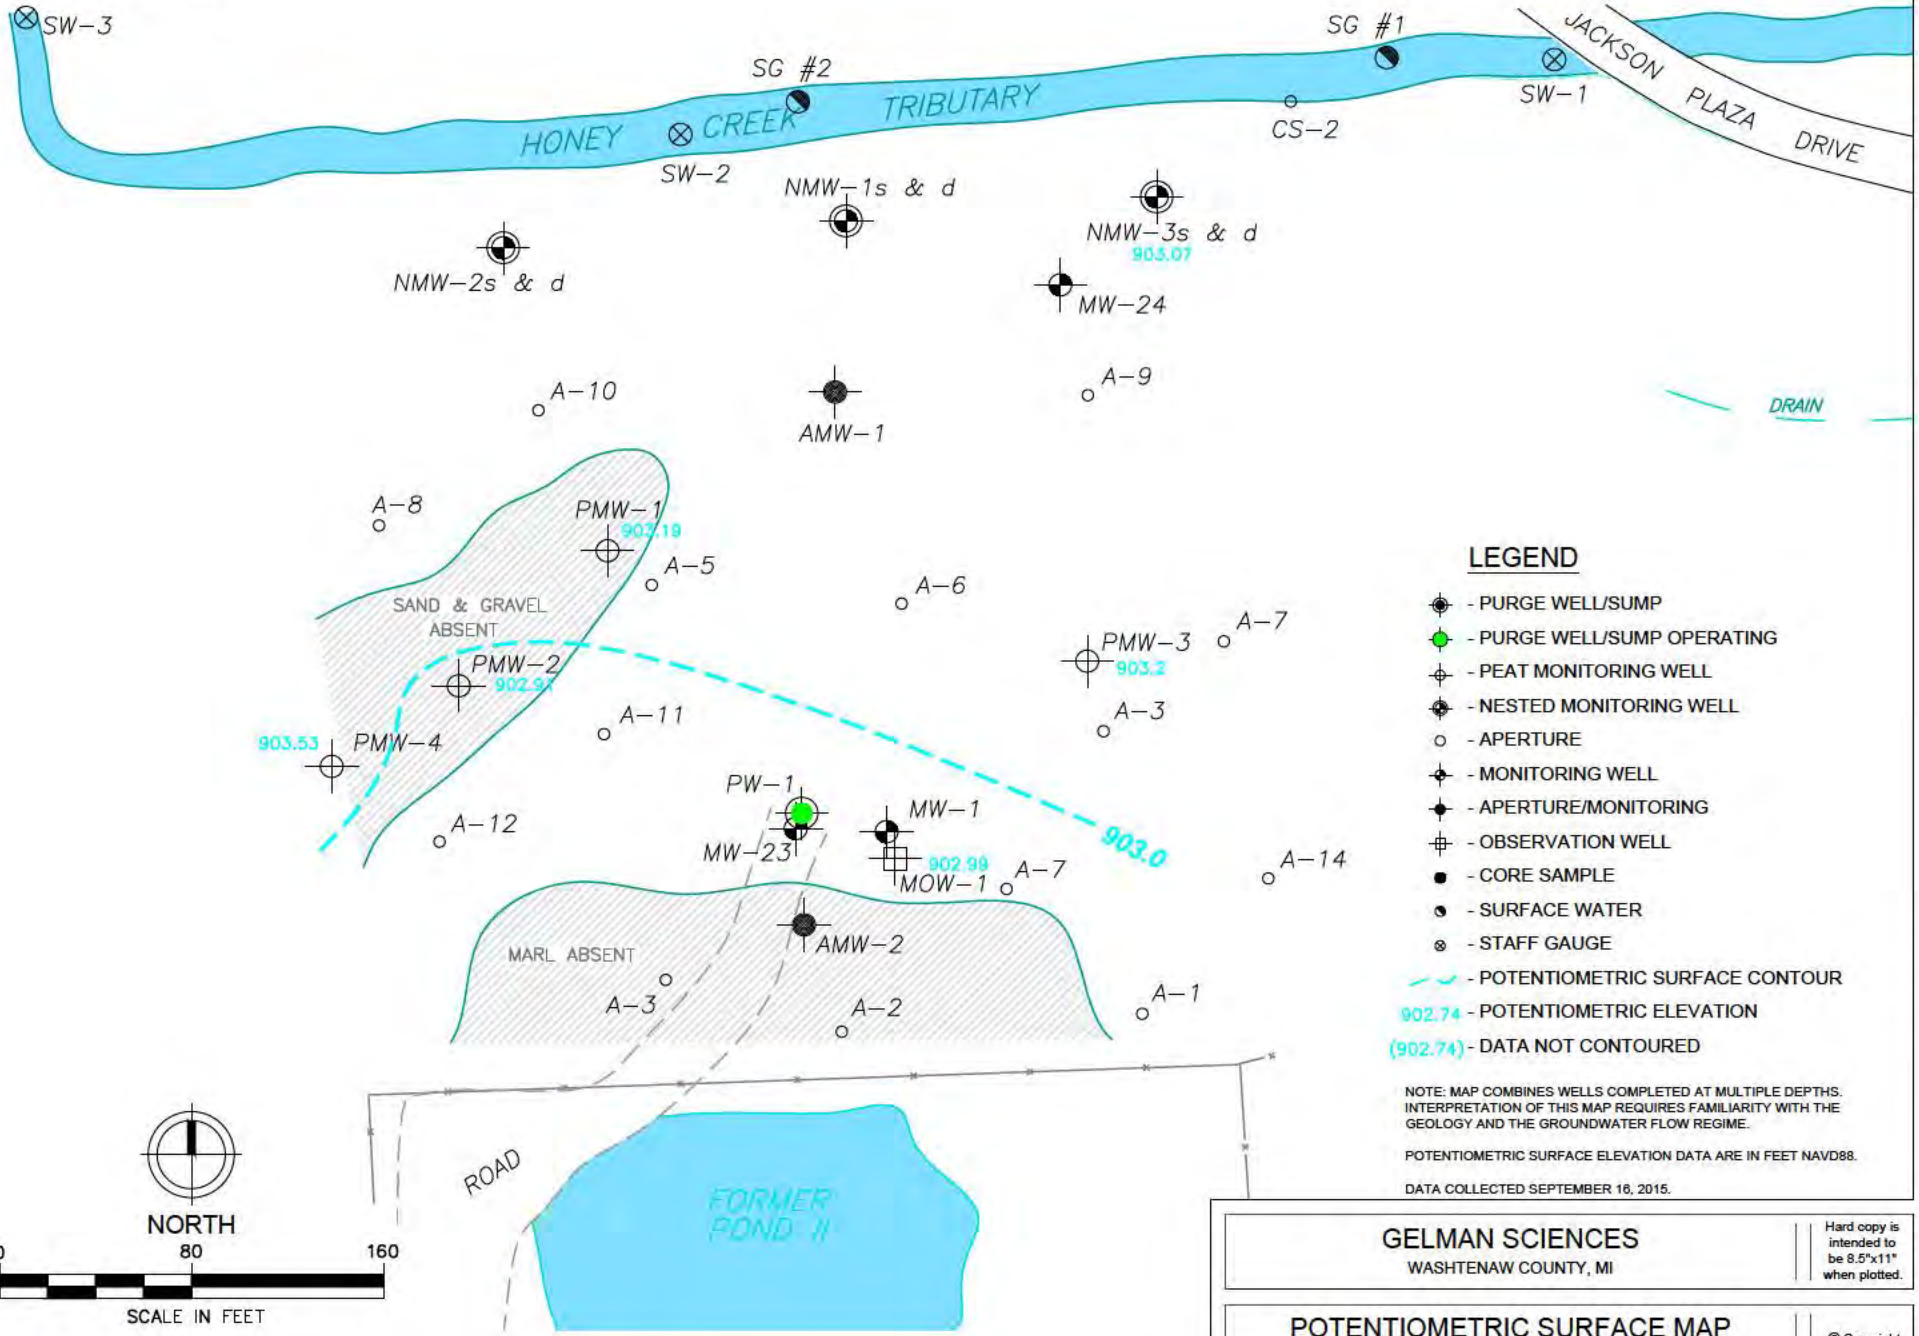 SW-3
SG #1
JACKSON PLAZA DRIVE
SG #2
HONEY CREEK TRIBUTARY
SW-1
CS-2
SW-2
NMW-1s & d
NMW-3s & d
903.07
NMW-2s & d
MW-24
A-10
A-9
DRAIN
AMW-1
A-8
PMW-1
903.19
A-5
A-6
SAND & GRAVEL
ABSENT
A-7
PMW-3
903.2
PMW-2
902.91
A-11
A-3
903.53
PMW-4
PW-1
MW-1
A-12
903.0
MW-23
902.99
MOW-1
A-7
A-14
AMW-2
MARL ABSENT
A-3
A-2
A-1
ROAD
FORMER
POND II
NORTH
0 80 160
SCALE IN FEET
LEGEND
- PURGE WELL/SUMP
- PURGE WELL/SUMP OPERATING
- PEAT MONITORING WELL
- NESTED MONITORING WELL
- APERTURE
- MONITORING WELL
- APERTURE/MONITORING
- OBSERVATION WELL
- CORE SAMPLE
- SURFACE WATER
- STAFF GAUGE
- POTENTIOMETRIC SURFACE CONTOUR
902.74 - POTENTIOMETRIC ELEVATION
(902.74) - DATA NOT CONTOURED
NOTE: MAP COMBINES WELLS COMPLETED AT MULTIPLE DEPTHS.
INTERPRETATION OF THIS MAP REQUIRES FAMILIARITY WITH THE
GEOLOGY AND THE GROUNDWATER FLOW REGIME.
POTENTIOMETRIC SURFACE ELEVATION DATA ARE IN FEET NAVD88.
DATA COLLECTED SEPTEMBER 16, 2015.
GELMAN SCIENCES
WASHTENAW COUNTY, MI
Hard copy is
intended to
be 8.5"x11"
when plotted.
POTENTIOMETRIC SURFACE MAP